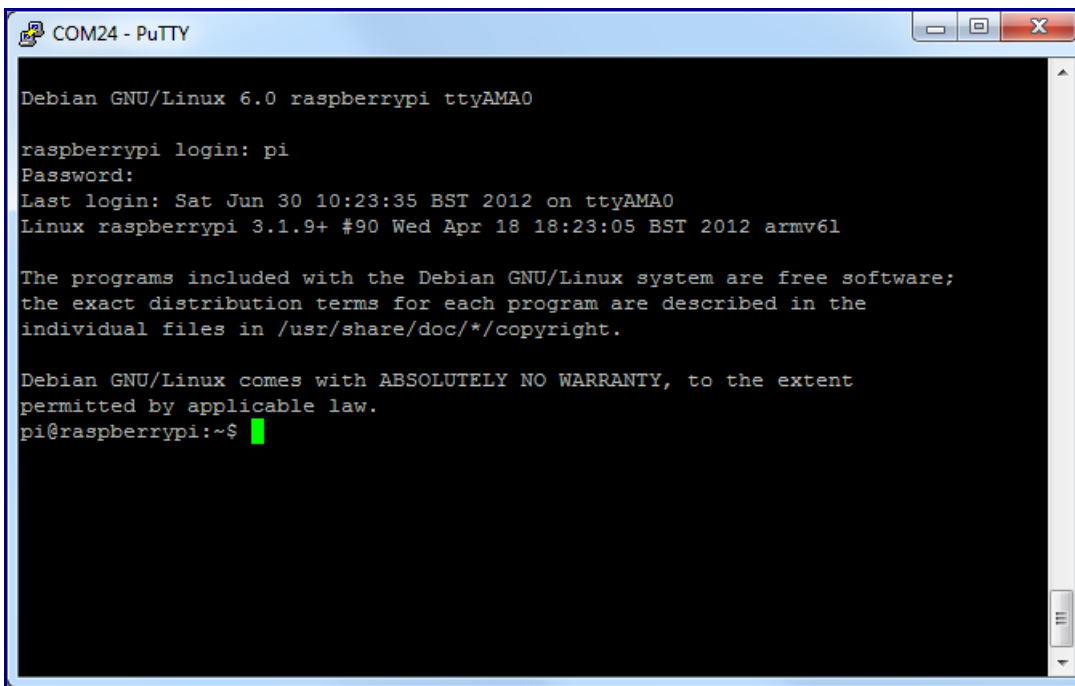 COM24 - PuTTY
Debian GNU/Linux 6.0 raspberrypi ttyAMA0
raspberrypi login: pi
Password:
Last login: Sat Jun 30 10:23:35 BST 2012 on ttyAMA0
Linux raspberrypi 3.1.9+ #90 Wed Apr 18 18:23:05 BST 2012 armv6l
The programs included with the Debian GNU/Linux system are free software;
the exact distribution terms for each program are described in the
individual files in /usr/share/doc/*/copyright.
Debian GNU/Linux comes with ABSOLUTELY NO WARRANTY, to the extent
permitted by applicable law.
pi@raspberrypi:~$